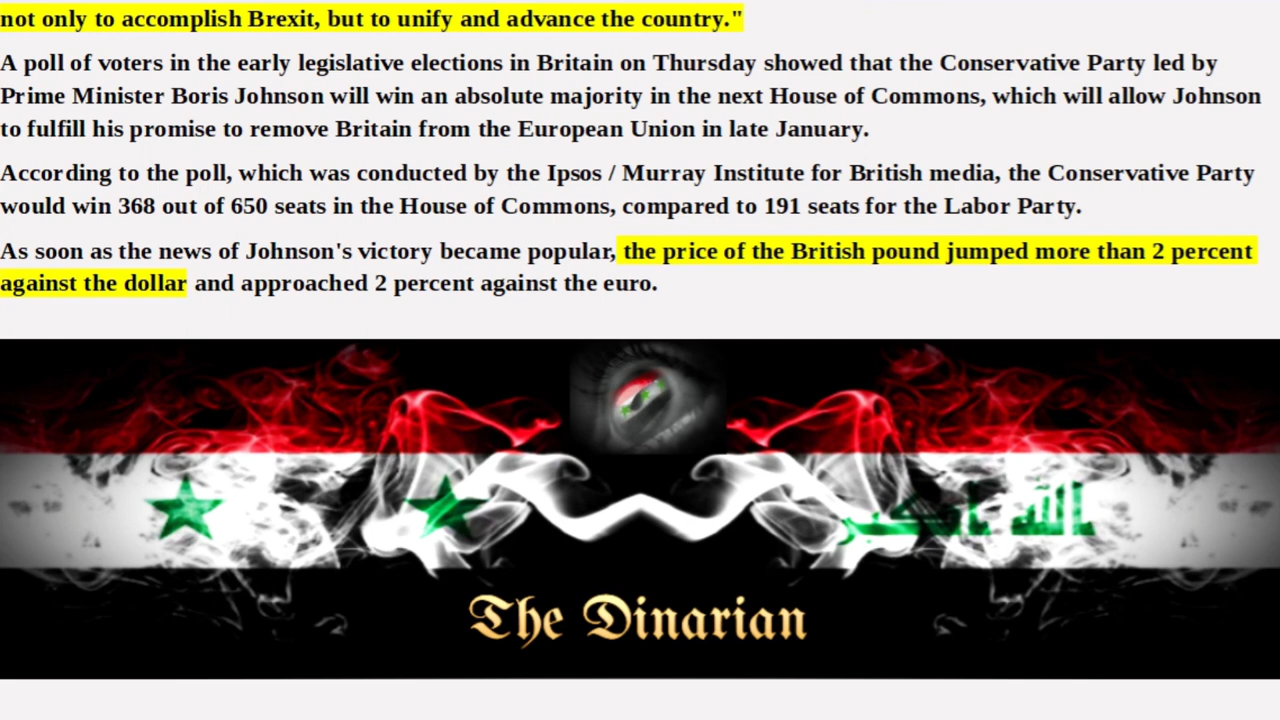 not only to accomplish Brexit, but to unify and advance the country."
A poll of voters in the early legislative elections in Britain on Thursday showed that the Conservative Party led by
Prime Minister Boris Johnson will win an absolute majority in the next House of Commons, which will allow Johnson
to fulfill his promise to remove Britain from the European Union in late January.
According to the poll, which was conducted by the Ipsos / Murray Institute for British media, the Conservative Party
would win 368 out of 650 seats in the House of Commons, compared to 191 seats for the Labor Party.
As soon as the news of Johnson's victory became popular, the price of the British pound jumped more than 2 percent
against the dollar and approached 2 percent against the euro.
الله اكبر
The Dinarian